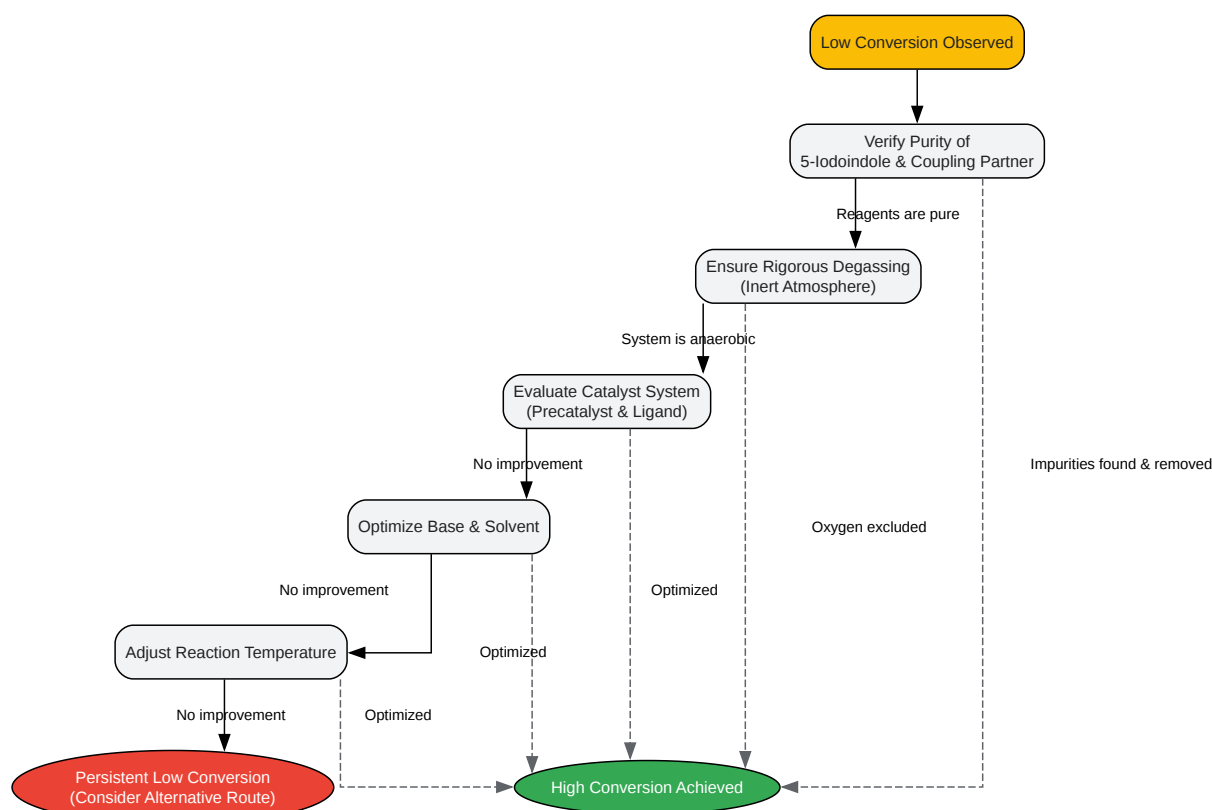 Low Conversion Observed
Verify Purity of
5-Iodoindole & Coupling Partner
Reagents are pure
Ensure Rigorous Degassing
(Inert Atmosphere)
System is anaerobic
Evaluate Catalyst System
(Precatalyst & Ligand)
No improvement
Impurities found & removed
Optimize Base & Solvent
Oxygen excluded
No improvement
Optimized
Adjust Reaction Temperature
Optimized
No improvement
Optimized
Persistent Low Conversion
(Consider Alternative Route)
High Conversion Achieved